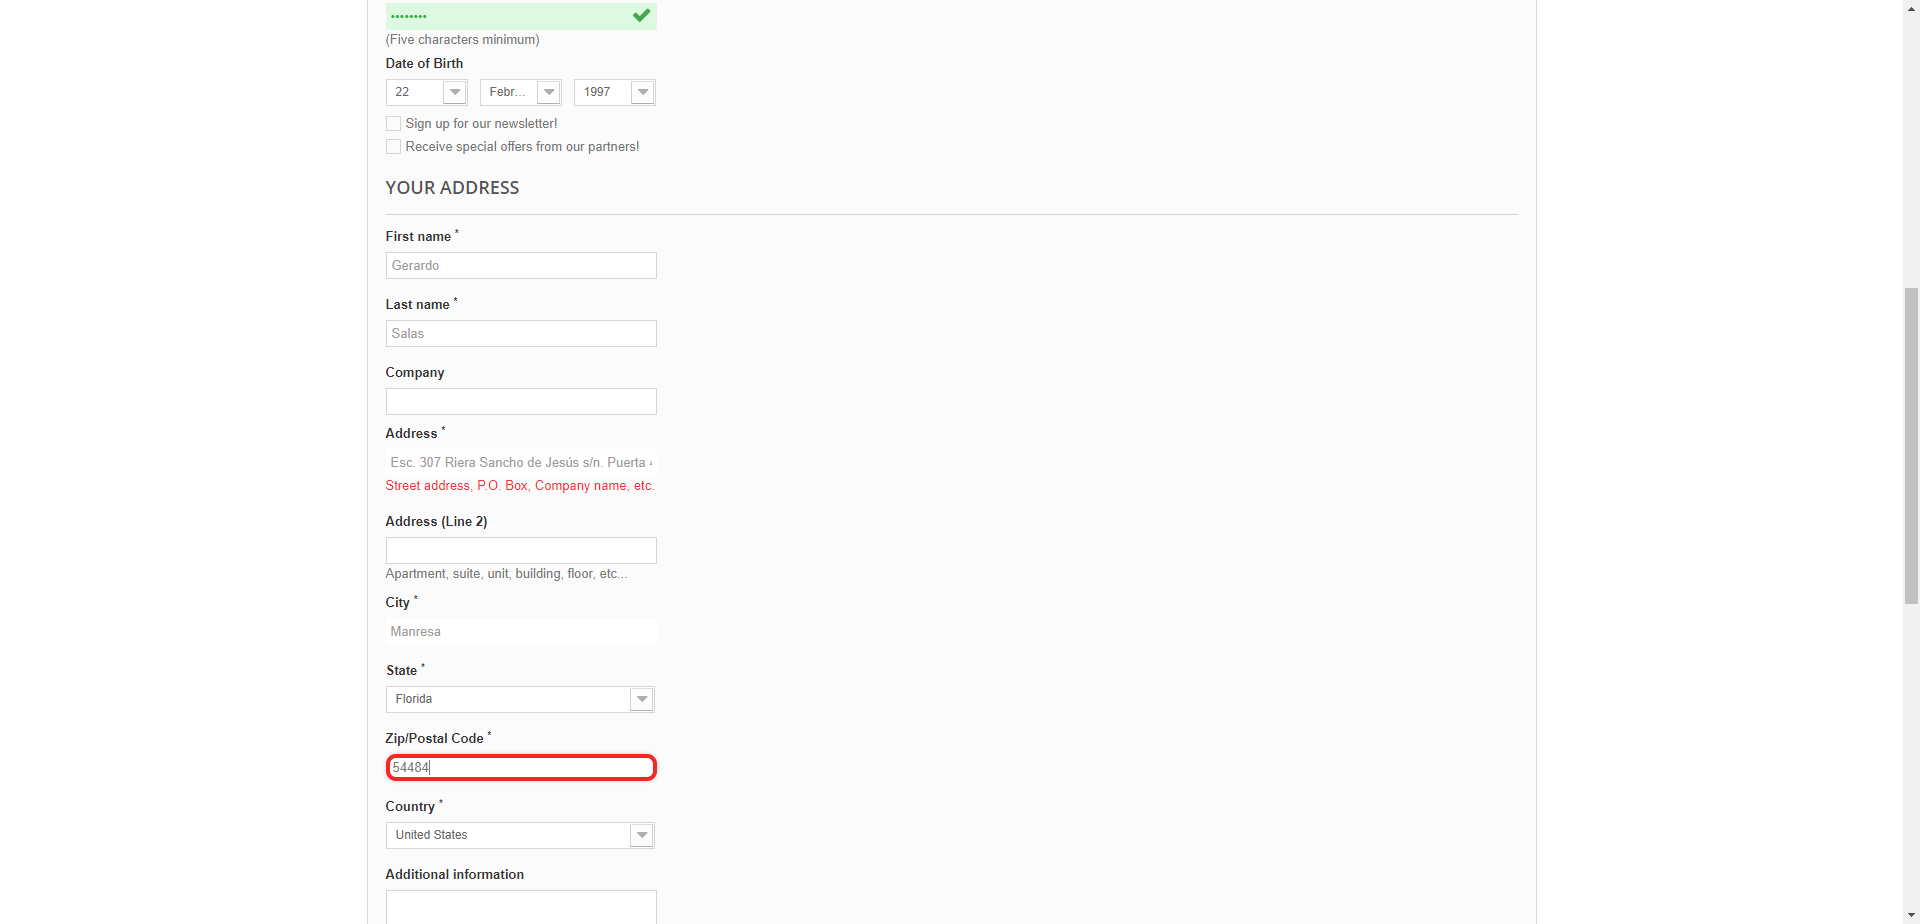 ••••••••
(Five characters minimum)
Date of Birth
22 Febr... 1997
Sign up for our newsletter!
Receive special offers from our partners!
YOUR ADDRESS
First name *
Gerardo
Last name *
Salas
Company
Address *
Esc. 307 Riera Sancho de Jesús s/n. Puerta
Street address, P.O. Box, Company name, etc.
Address (Line 2)
Apartment, suite, unit, building, floor, etc...
City *
Manresa
State *
Florida
Zip/Postal Code *
54484
Country *
United States
Additional information